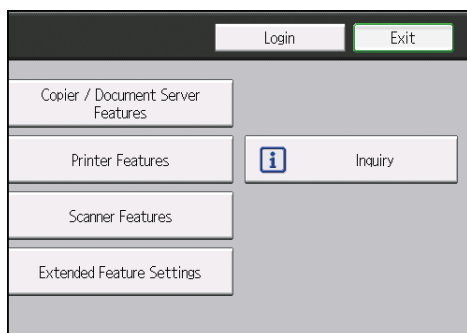 Login
Exit
Copier / Document Server
Features
Printer Features
Inquiry
Scanner Features
Extended Feature Settings